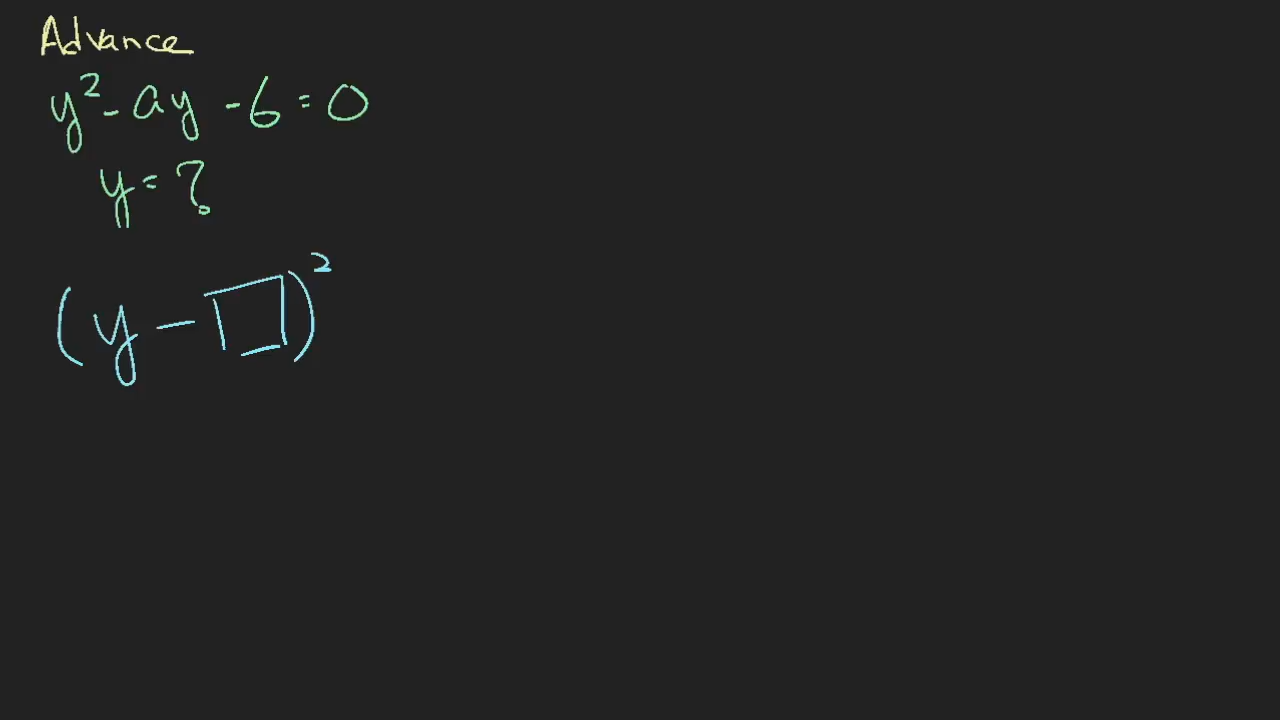 Advance
y² - ay - 6 = 0
y = ?
(y - □)²